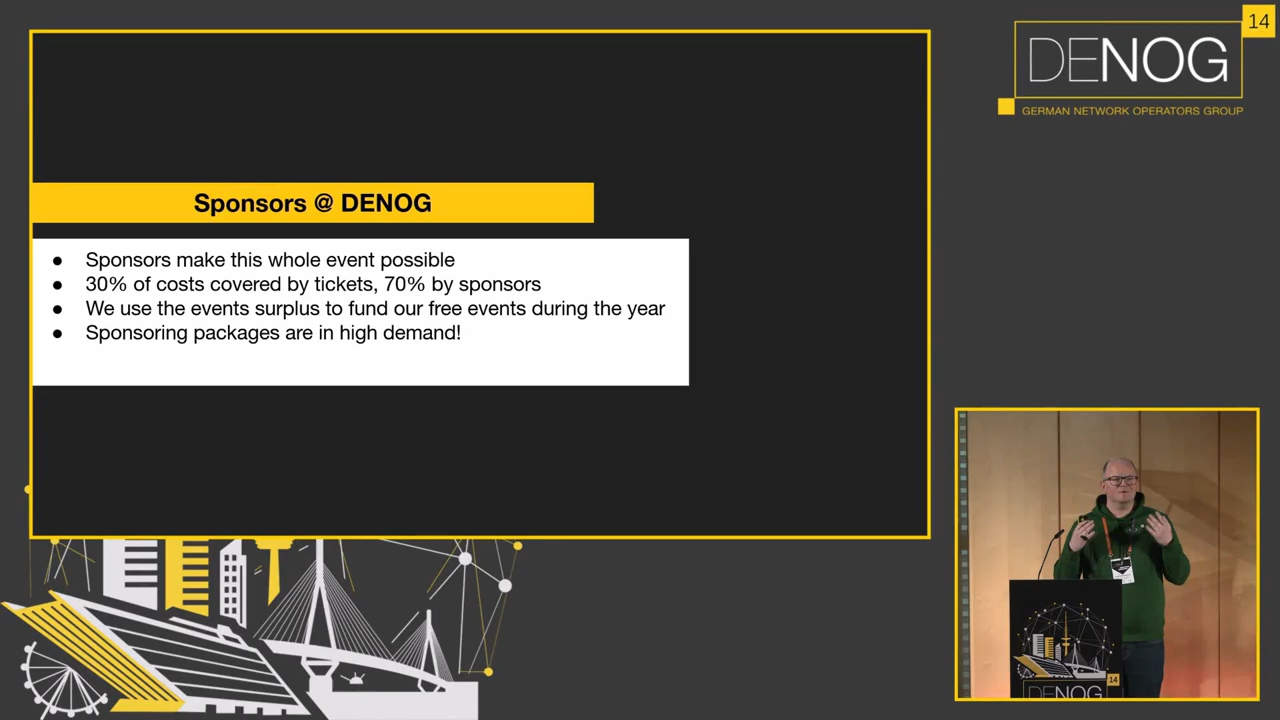 14
DENOG
GERMAN NETWORK OPERATORS GROUP
Sponsors @ DENOG
● Sponsors make this whole event possible
● 30% of costs covered by tickets, 70% by sponsors
● We use the events surplus to fund our free events during the year
● Sponsoring packages are in high demand!
14
DENOG